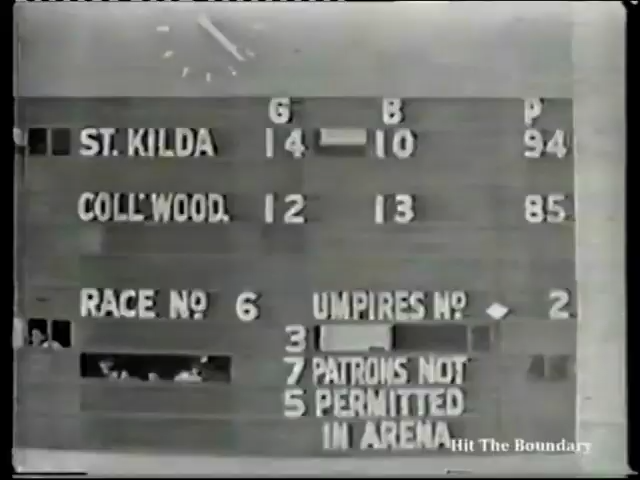 G B P
ST. KILDA 14 10 94
COLL'WOOD. 12 13 85
RACE Nº 6 UMPIRES Nº 2
3
7 PATRONS NOT
5 PERMITTED
IN ARENA
Hit The Boundary